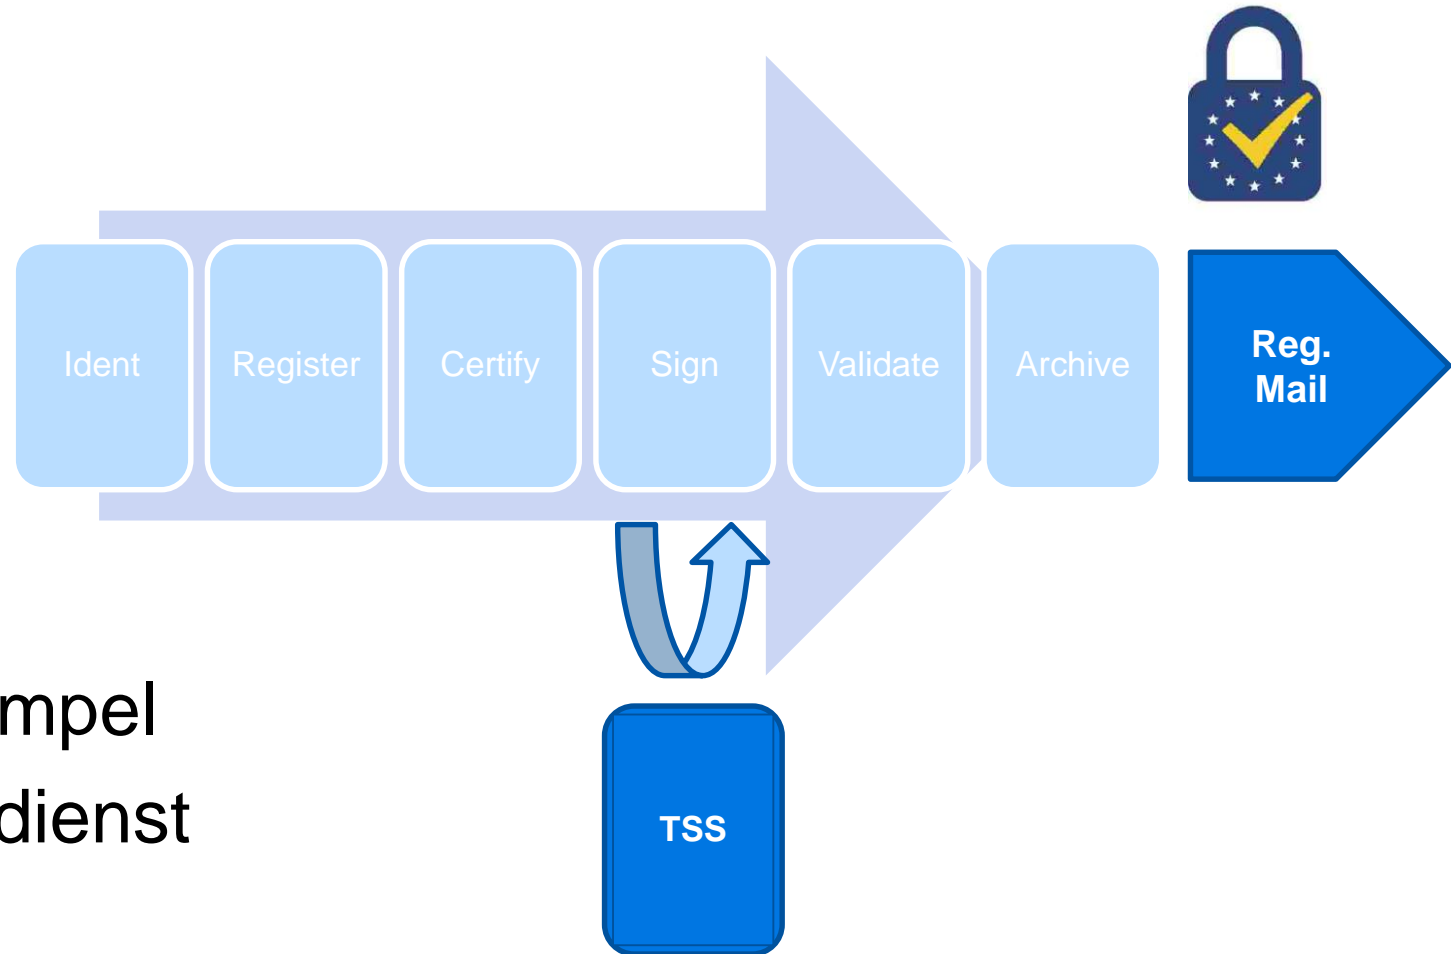 Ident
Register
Certify
Sign
Validate
Archive
Reg.
Mail
mpel
dienst
TSS